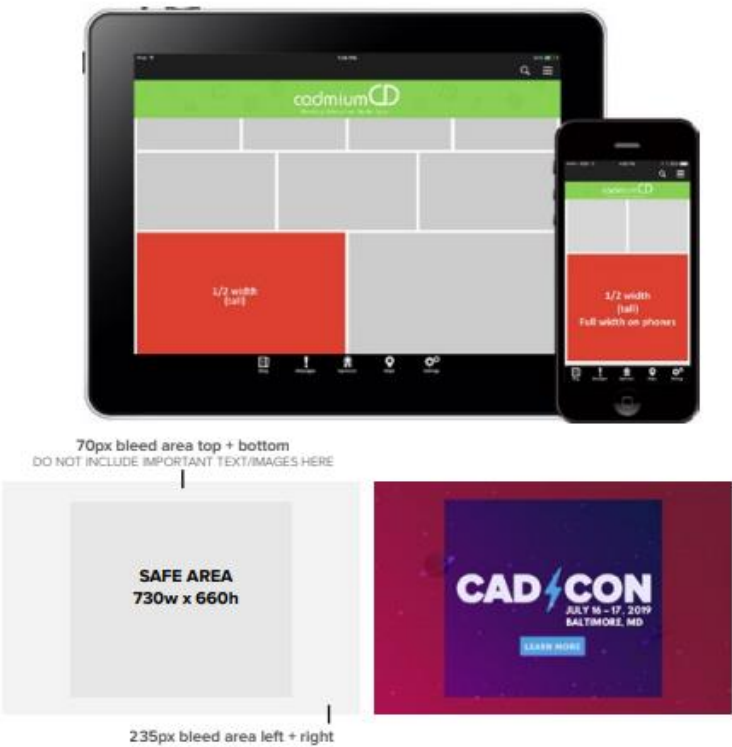 cadmiumCD
1/2 width
(tall)
cadmiumCD
1/2 width
(tall)
Full width on phones
70px bleed area top + bottom
DO NOT INCLUDE IMPORTANT TEXT/IMAGES HERE
SAFE AREA
730w x 660h
CAD CON
JULY 16 – 17, 2019
BALTIMORE, MD
LEARN MORE
235px bleed area left + right